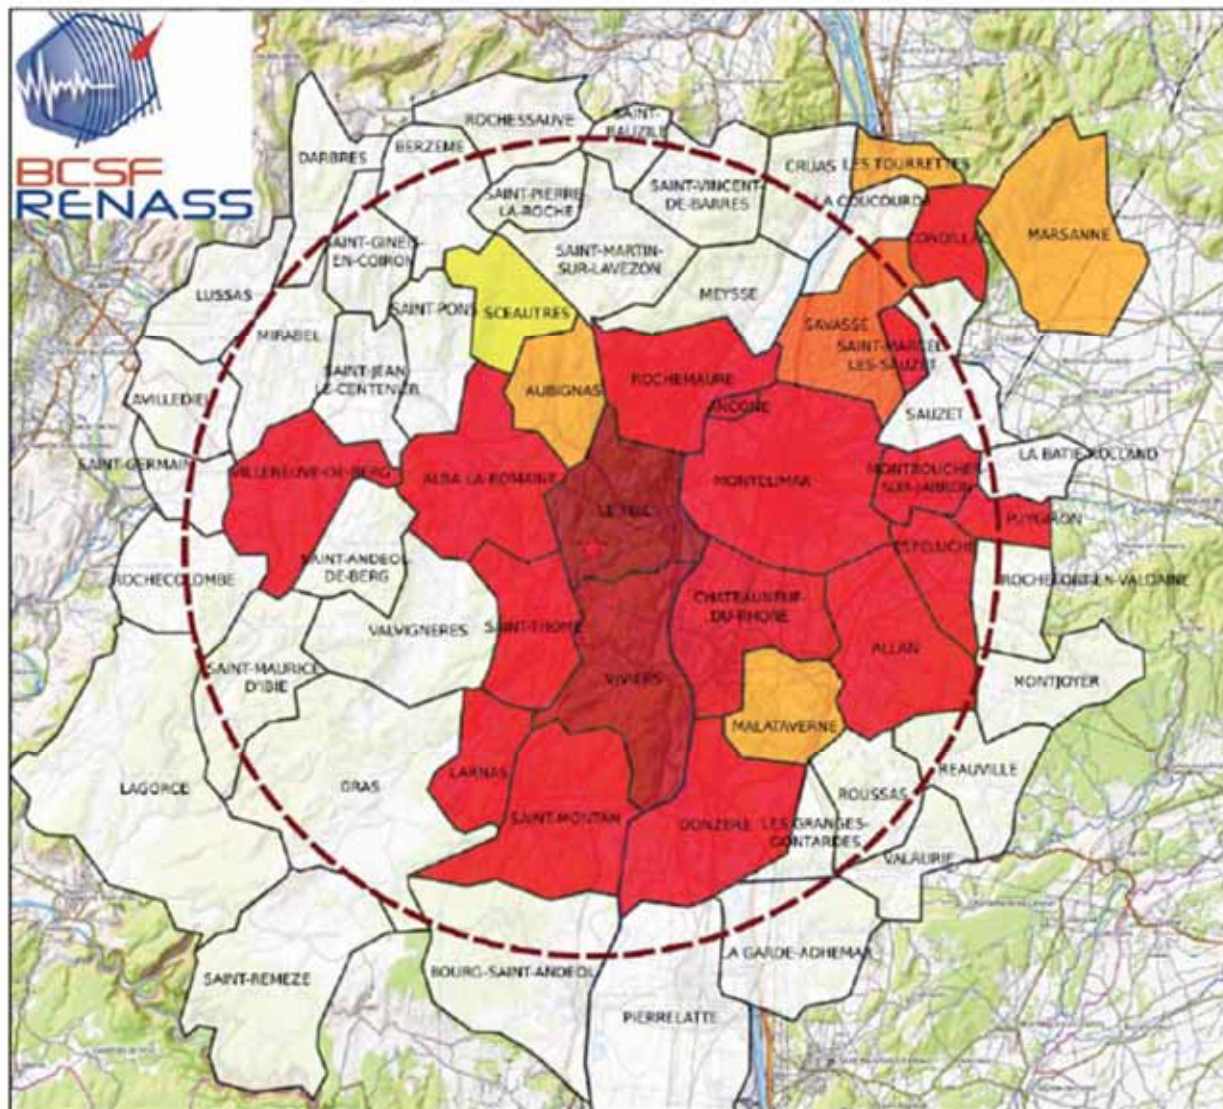 BCSF
RENASS
ROCHESSAUVE
SAINT-
BAUZILE
DARBRES
BERZEME
CRUAS
LES TOURRETTES
SAINT-PIERRE-
LA-ROCHE
SAINT-VINCENT-
DE-BARRES
LA COUCOURDE
CONDILLAC
MARSANNE
SAINT-GINEIS-
EN-COIRON
SAINT-MARTIN-
SUR-LAVEZON
LUSSAS
MEYSSE
SAINT-PONS
SCEAUTRES
MIRABEL
SAVASSE
SAINT-MARCEL-
LES-SAUZET
SAINT-JEAN-
LE-CENTENIER
AUBIGNAS
ROCHEMAURE
ANCONE
SAUZET
SAINT-GERMAIN
VILLENEUVE-DE-BERG
ALBA-LA-ROMAINE
MONTELIMAR
MONTBOUCHER-
SUR-JABRON
LA BATIE-ROLLAND
LE TEIL
PUYGIRON
ESPELUCHE
SAINT-ANDEOL-
DE-BERG
ROCHECOLOMBE
ROCHEFORT-EN-VALDAINE
CHATEAUNEUF-
DU-RHONE
VALVIGNERES
SAINT-THOME
ALLAN
SAINT-MAURICE-
D'IBIE
VIVIERS
MONTJOYER
MALATAVERNE
LARNAS
REAUVILLE
LAGORCE
GRAS
ROUSSAS
SAINT-MONTAN
DONZERE
LES GRANGES-
GONTARDES
VALAURIE
LA GARDE-ADHEMAR
SAINT-REMEZE
BOURG-SAINT-ANDEOL
PIERRELATTE